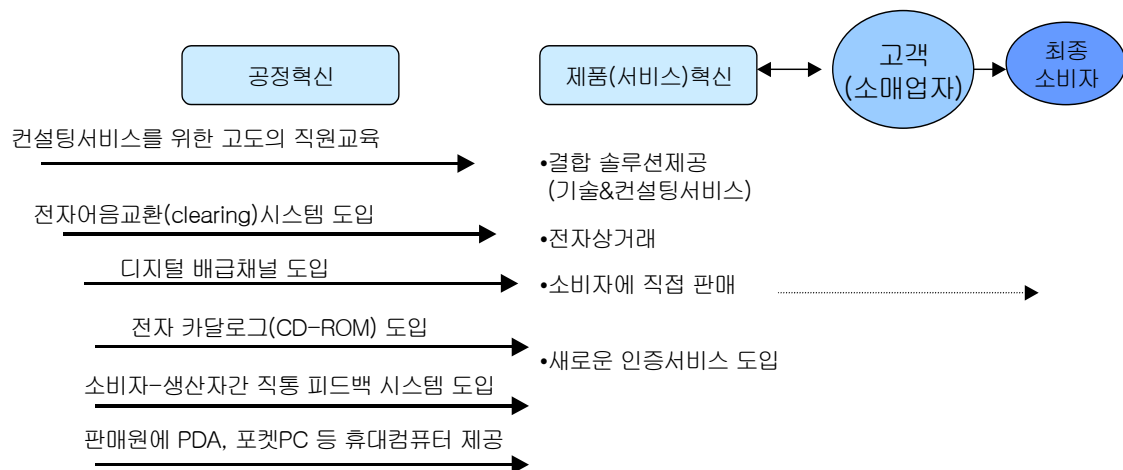 공정혁신
제품(서비스)혁신
고객
(소매업자)
최종
소비자
컨설팅서비스를 위한 고도의 직원교육
•결합 솔루션제공
(기술&컨설팅서비스)
전자어음교환(clearing)시스템 도입
•전자상거래
디지털 배급채널 도입
•소비자에 직접 판매
전자 카달로그(CD-ROM) 도입
•새로운 인증서비스 도입
소비자-생산자간 직통 피드백 시스템 도입
판매원에 PDA, 포켓PC 등 휴대컴퓨터 제공